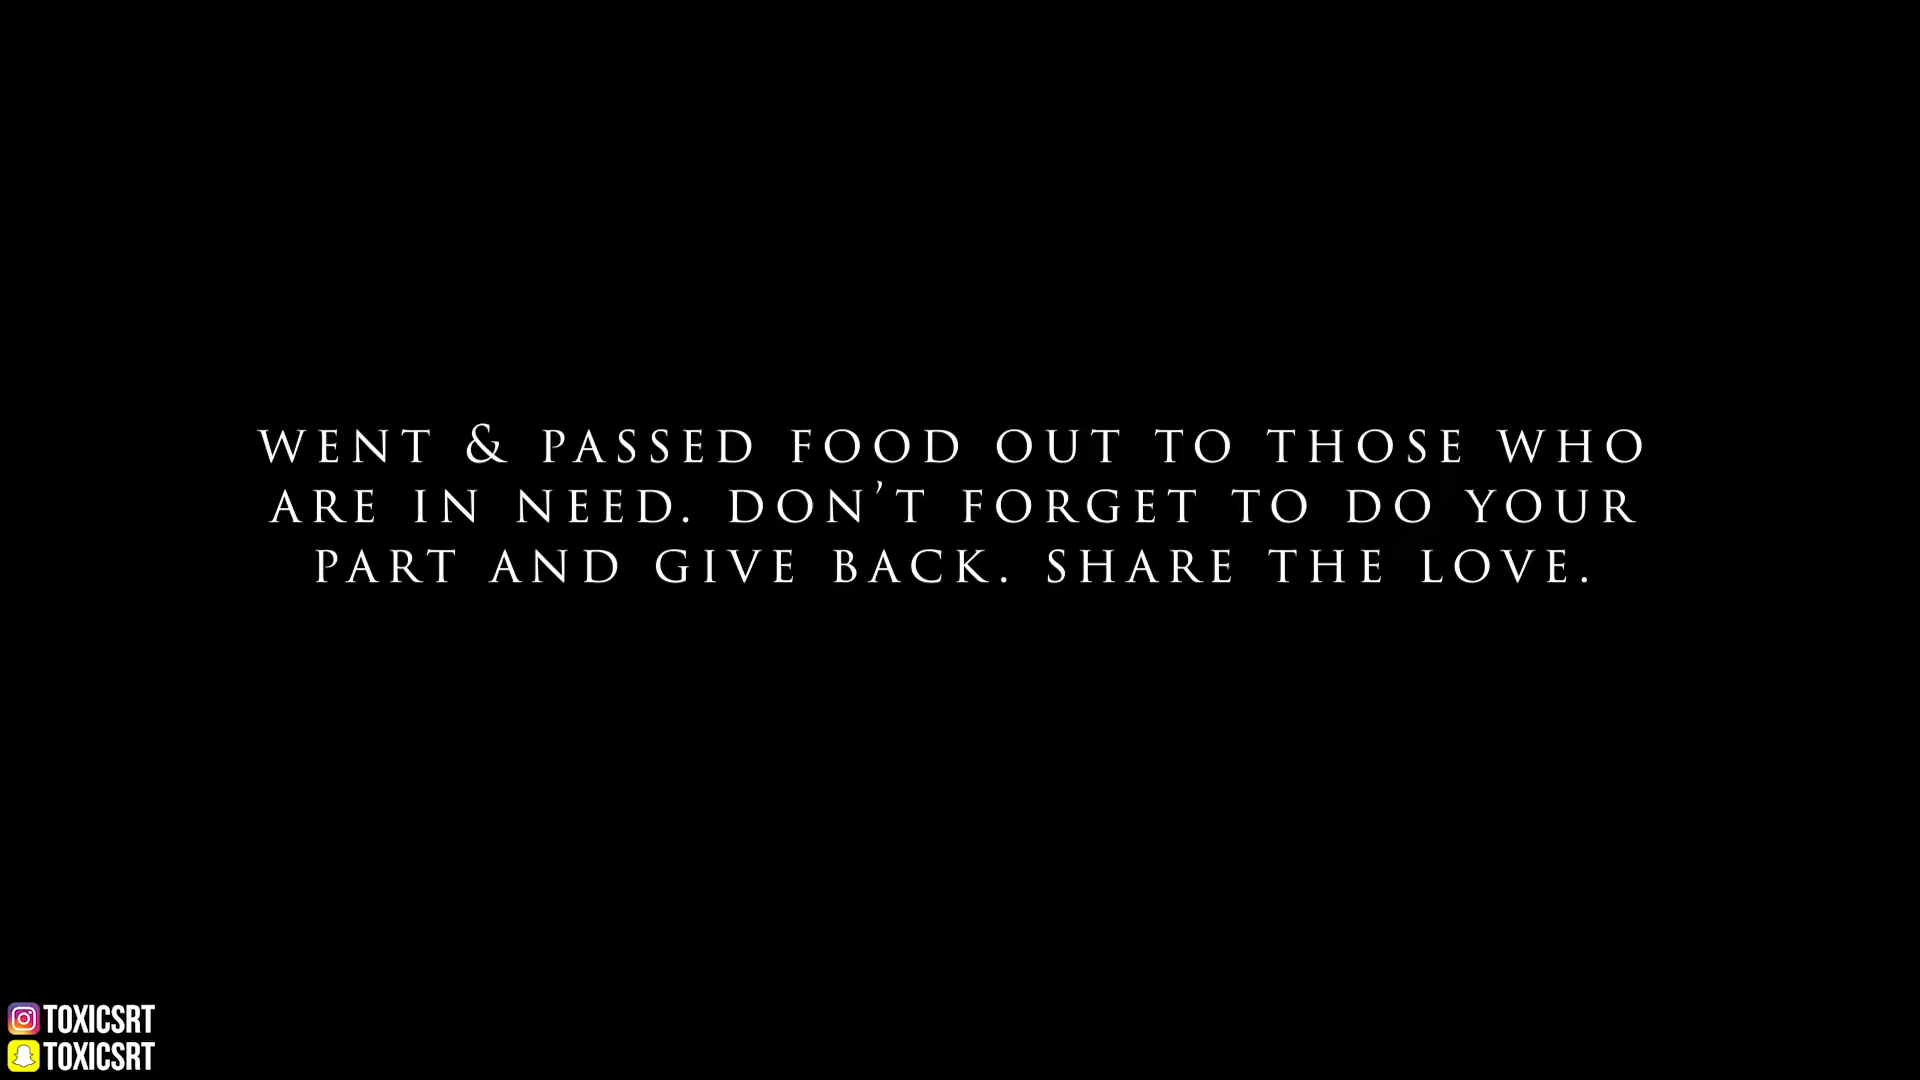 WENT & PASSED FOOD OUT TO THOSE WHO
ARE IN NEED. DON’T FORGET TO DO YOUR
PART AND GIVE BACK. SHARE THE LOVE.
TOXICSRT
TOXICSRT